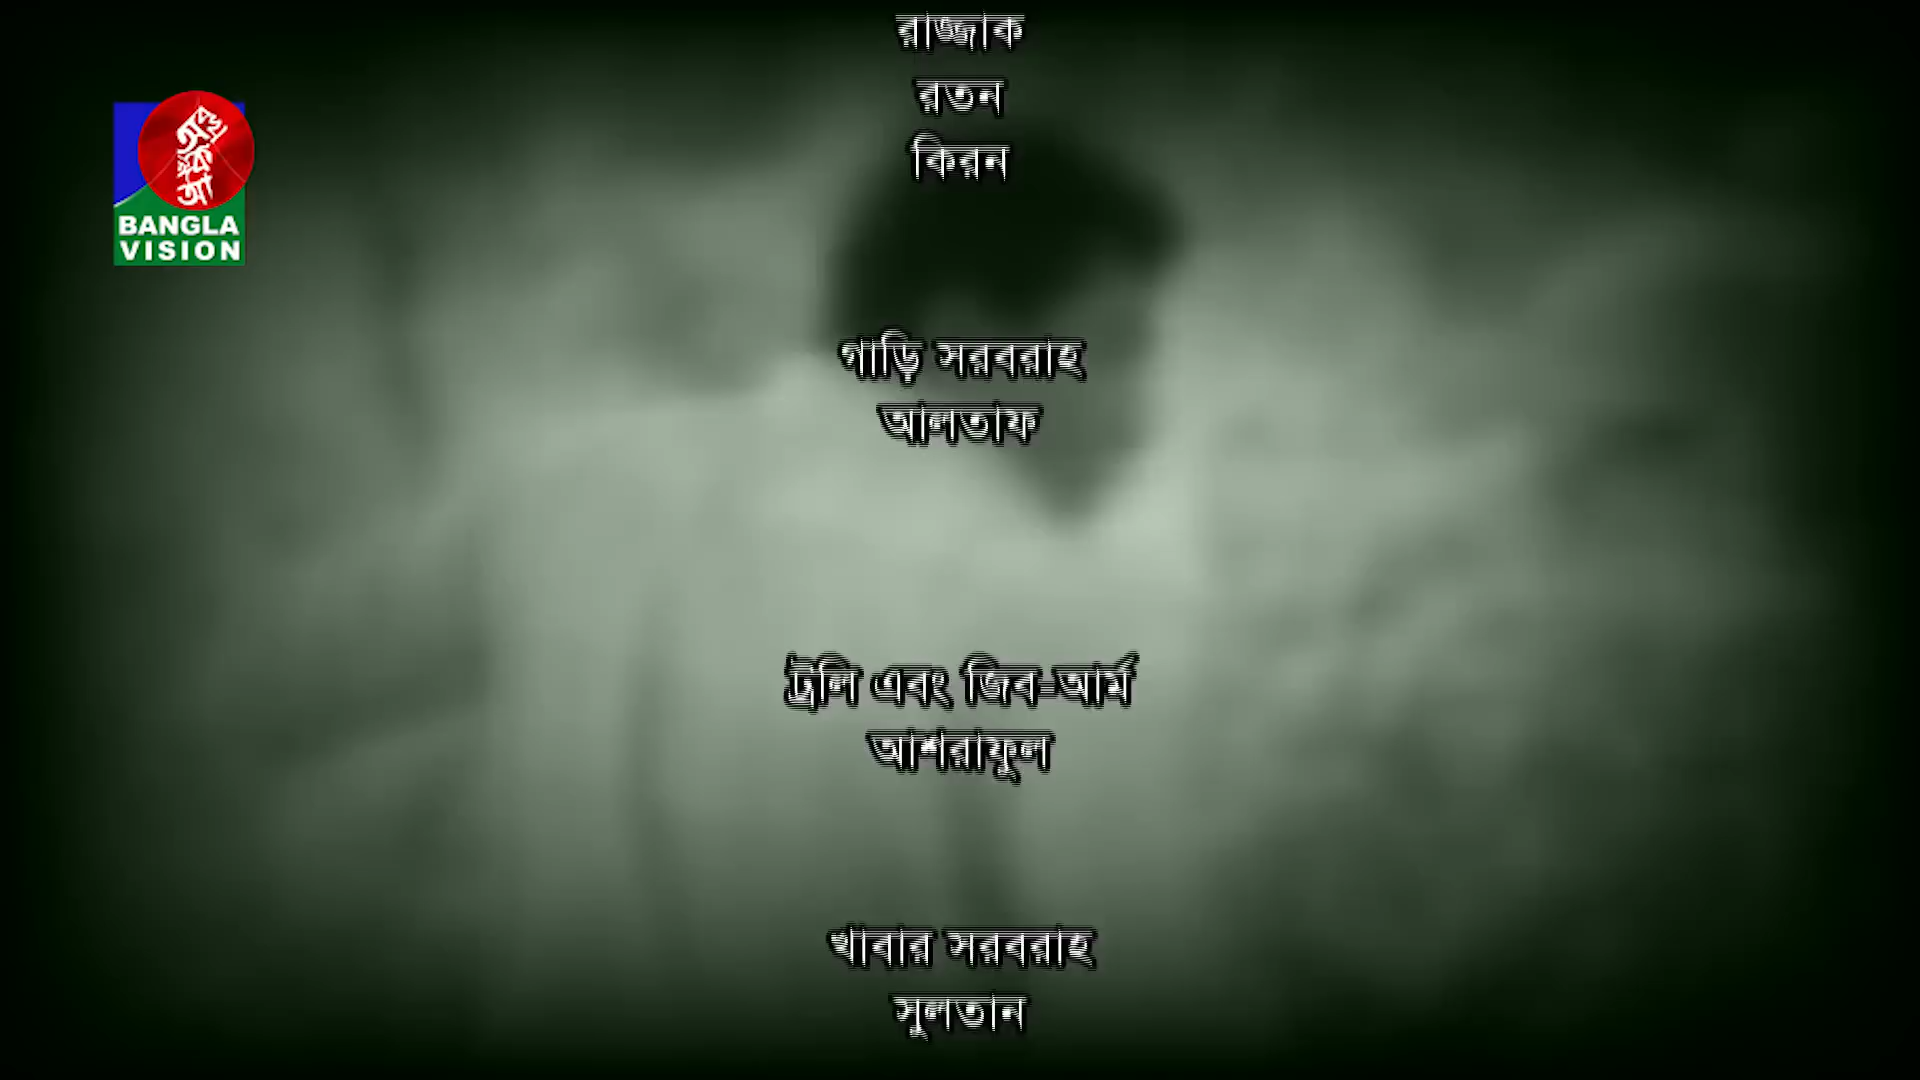 রাজ্জাক
রতন
কিরন
BANGLA
VISION
গাড়ি সরবরাহ
আলতাফ
ট্রলি এবং জিব-আর্ম
আশরাফুল
খাবার সরবরাহ
সুলতান